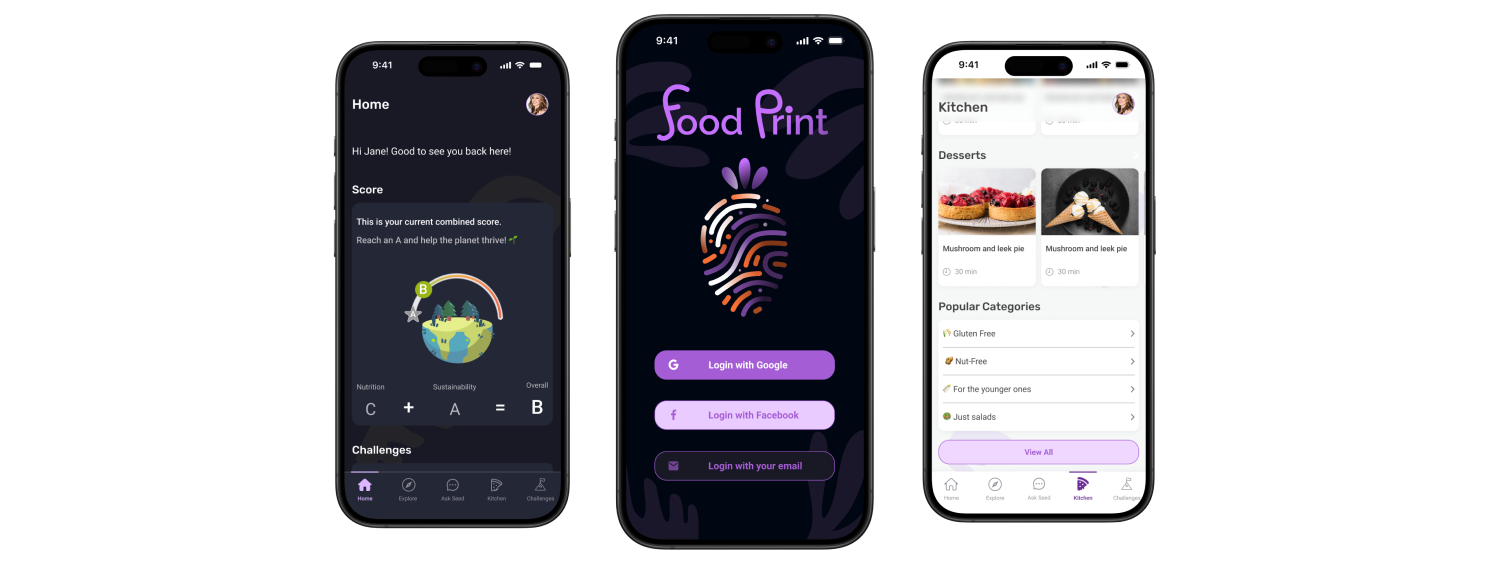 9:41
Home
Hi Jane! Good to see you back here!
Score
This is your current combined score.
Reach an A and help the planet thrive!
B
A
Nutrition
Sustainability
Overall
C + A = B
Challenges
Home
Explore
Ask Seed
Kitchen
Challenges
9:41
Food Print
G Login with Google
f Login with Facebook
Login with your email
9:41
Kitchen
Desserts
Mushroom and leek pie
Mushroom and leek pie
30 min
30 min
Popular Categories
Gluten Free
Nut-Free
For the younger ones
Just salads
View All
Home
Explore
Ask Seed
Kitchen
Challenges